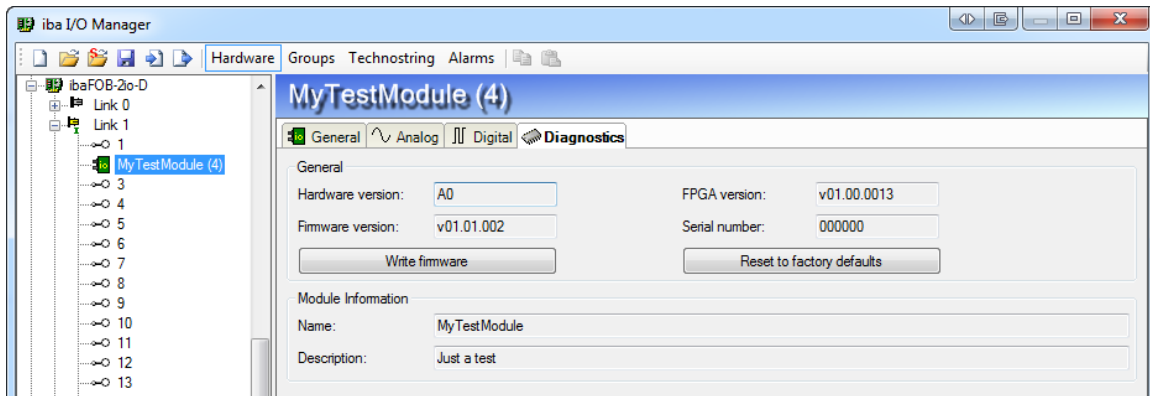 iba I/O Manager
Hardware Groups Technostring Alarms
ibaFOB-2io-D
Link 0
Link 1
1
MyTestModule (4)
3
4
5
6
7
8
9
10
11
12
13
MyTestModule (4)
General Analog Digital Diagnostics
General
Hardware version: A0 FPGA version: v01.00.0013
Firmware version: v01.01.002 Serial number: 000000
Write firmware Reset to factory defaults
Module Information
Name: MyTestModule
Description: Just a test